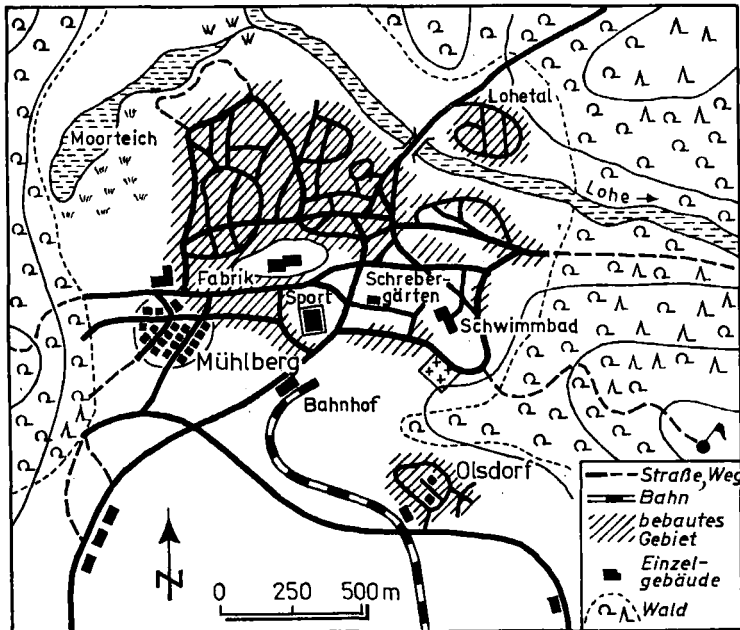 Lohetal
Moorteich
Lohe
Fabrik
Schreber-
gärten
Sport
Schwimmbad
Mühlberg
Bahnhof
Olsdorf
Straße, Weg
Bahn
bebautes
Gebiet
Einzel-
gebäude
Wald
N
0 250 500m